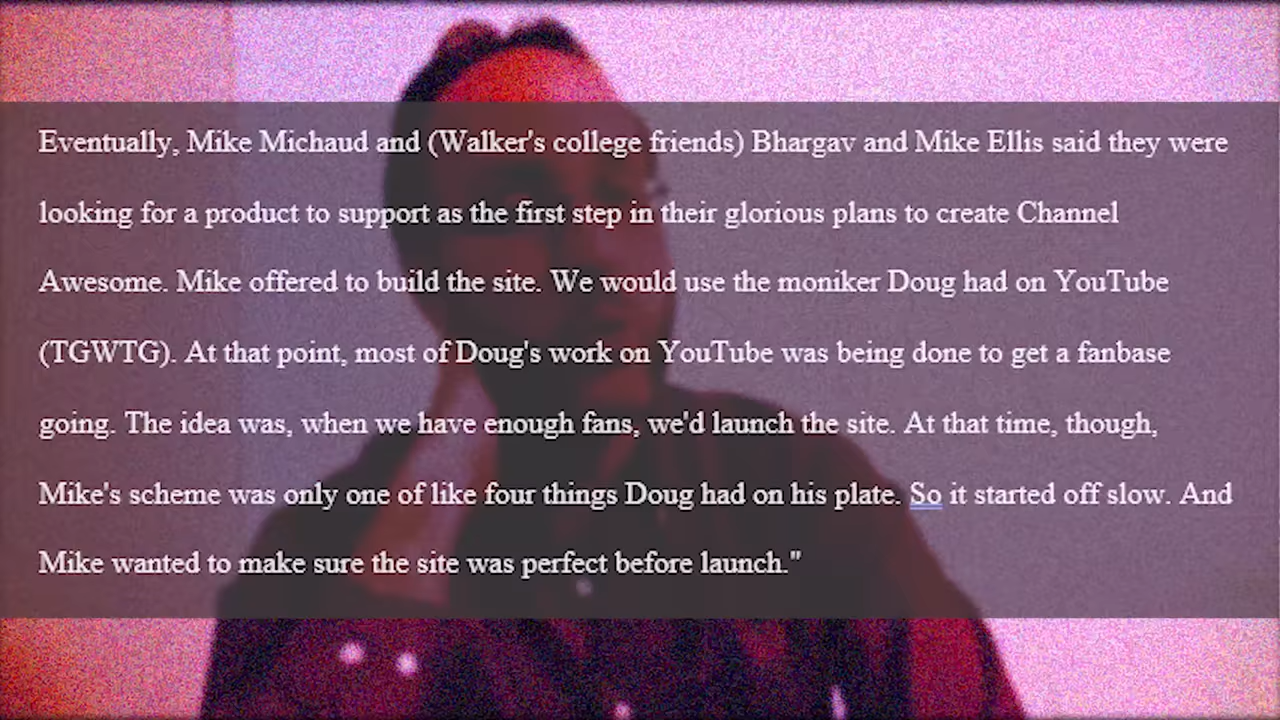 Eventually, Mike Michaud and (Walker's college friends) Bhargav and Mike Ellis said they were
looking for a product to support as the first step in their glorious plans to create Channel
Awesome. Mike offered to build the site. We would use the moniker Doug had on YouTube
(TGWTG). At that point, most of Doug's work on YouTube was being done to get a fanbase
going. The idea was, when we have enough fans, we'd launch the site. At that time, though,
Mike's scheme was only one of like four things Doug had on his plate. So it started off slow. And
Mike wanted to make sure the site was perfect before launch."